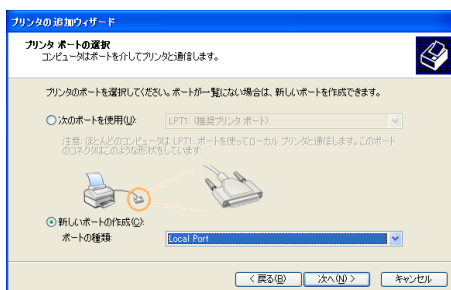 プリンタの追加ウィザード
プリンタ ポートの選択
コンピュータはポートを介してプリンタと通信します。
プリンタのポートを選択してください。ポートが一覧にない場合は、新しいポートを作成できます。
次のポートを使用(U):
LPT1: (推奨プリンタ ポート)
注意: ほとんどのコンピュータは LPT1: ポートを使ってローカル プリンタと通信します。このポート
のコネクタはこのような形状をしています:
新しいポートの作成(C):
ポートの種類:
Local Port
< 戻る(B)
次へ(N) >
キャンセル